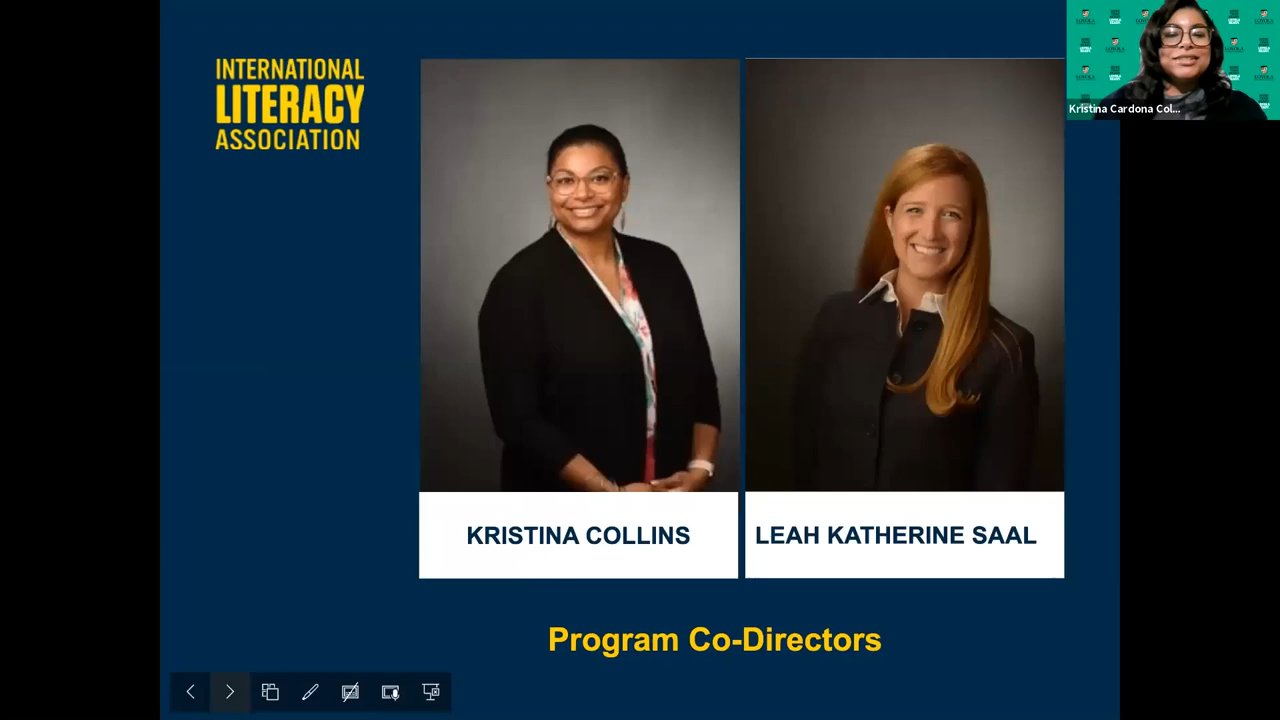 INTERNATIONAL
LITERACY
ASSOCIATION
Kristina Cardona Col...
KRISTINA COLLINS
LEAH KATHERINE SAAL
Program Co-Directors